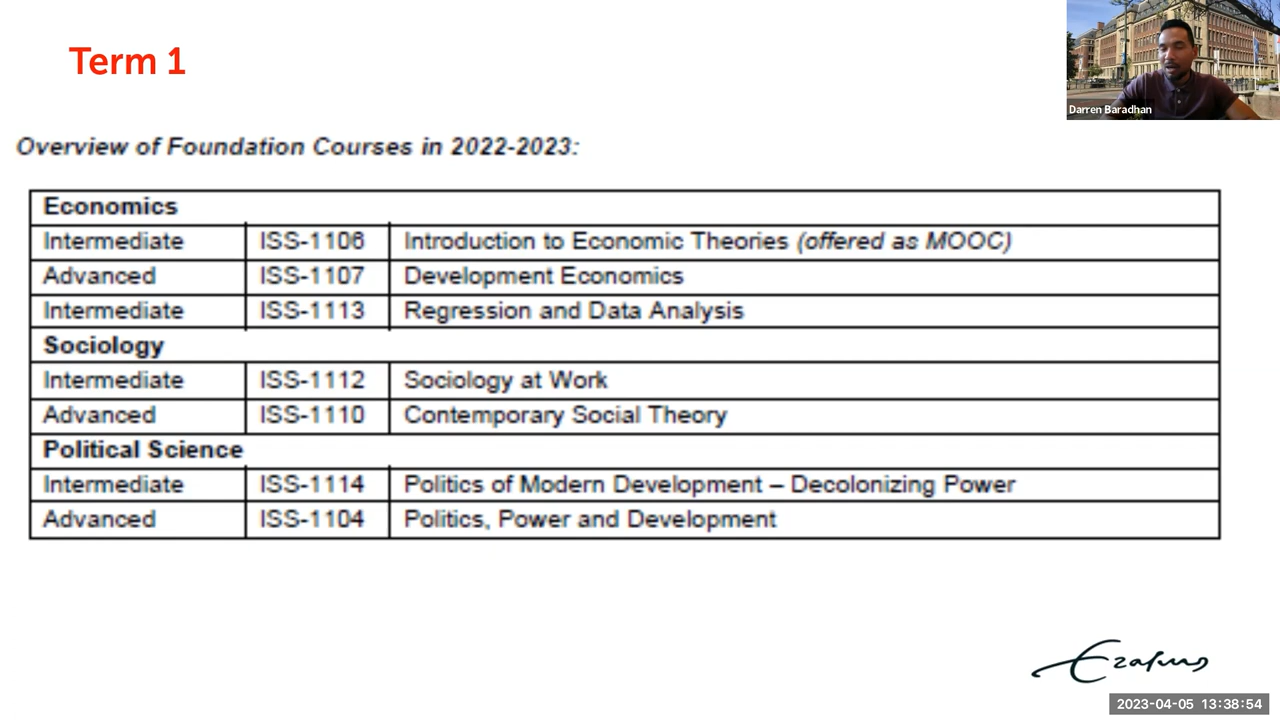 Term 1
Darren Baradhan
Overview of Foundation Courses in 2022-2023:
Economics
Intermediate ISS-1106 Introduction to Economic Theories (offered as MOOC)
Advanced ISS-1107 Development Economics
Intermediate ISS-1113 Regression and Data Analysis
Sociology
Intermediate ISS-1112 Sociology at Work
Advanced ISS-1110 Contemporary Social Theory
Political Science
Intermediate ISS-1114 Politics of Modern Development – Decolonizing Power
Advanced ISS-1104 Politics, Power and Development
Erasmus
2023-04-05 13:38:54